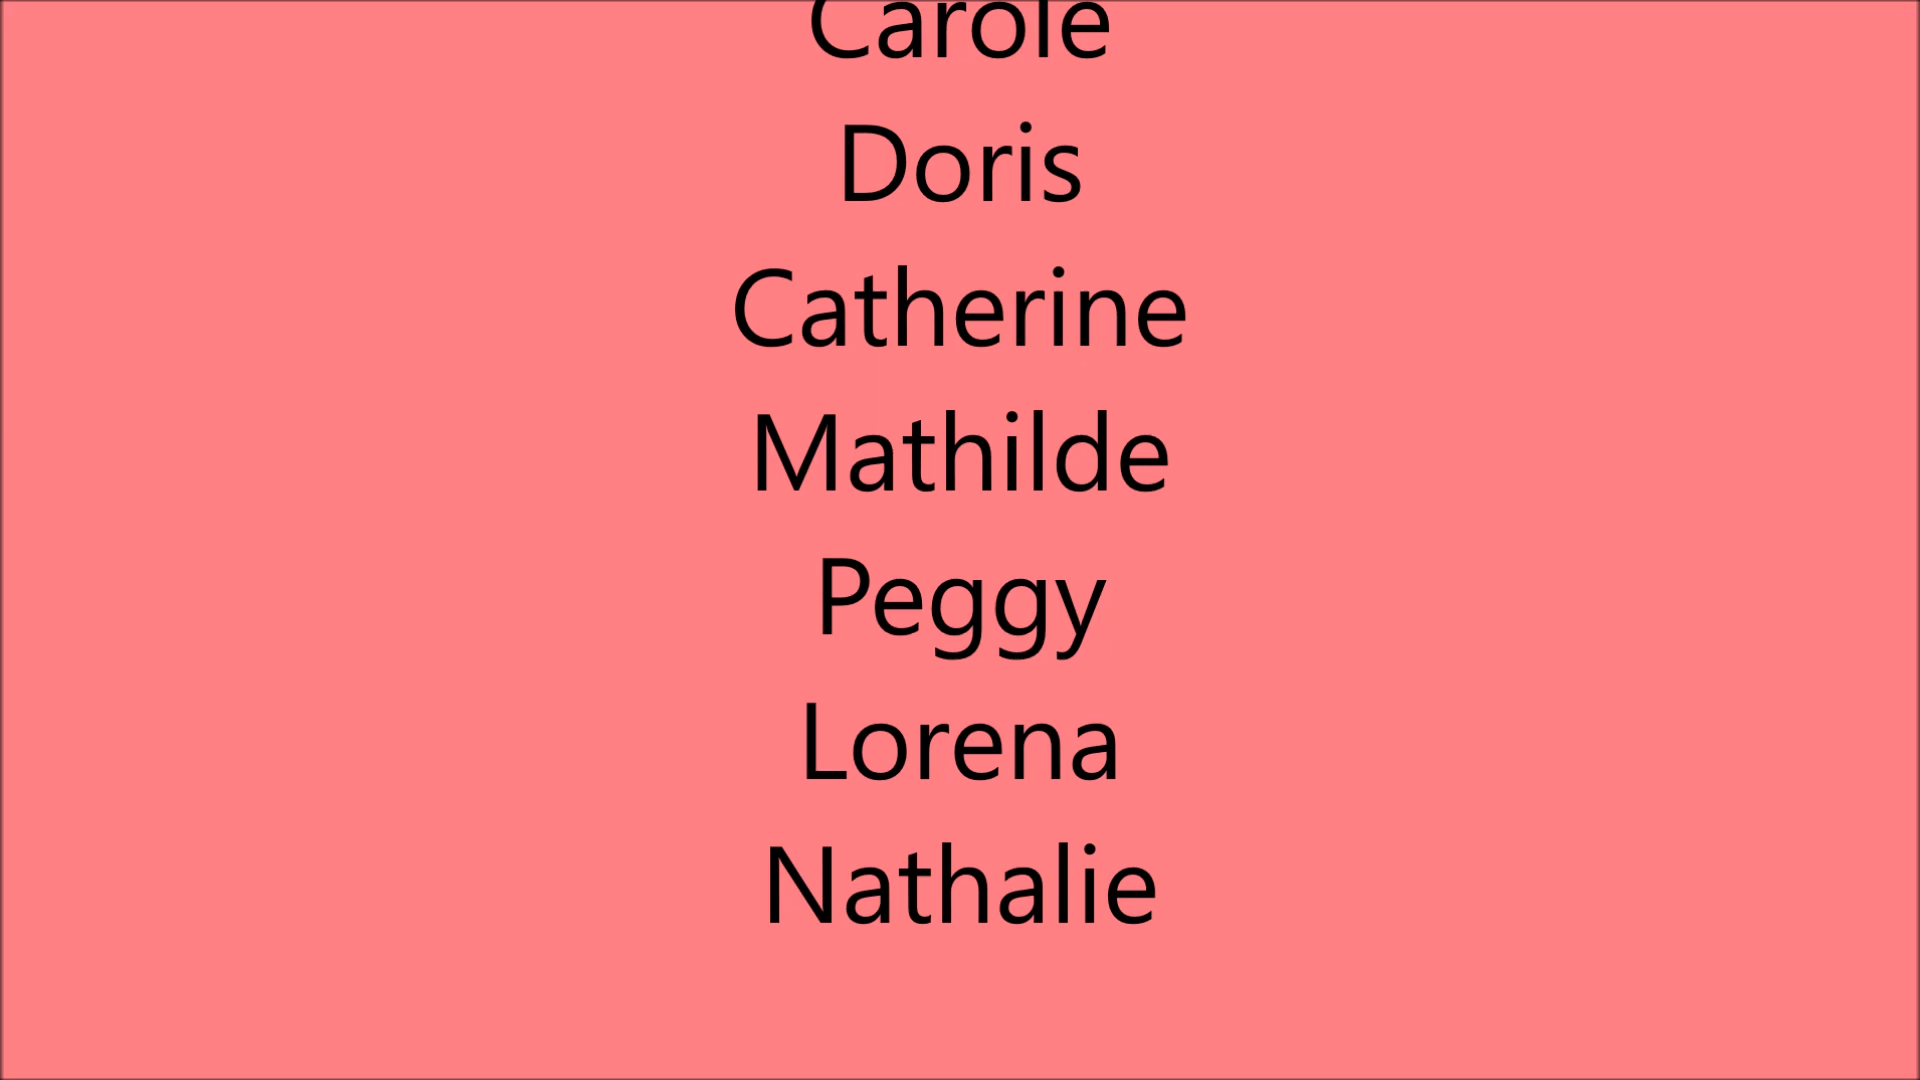 Carole
Doris
Catherine
Mathilde
Peggy
Lorena
Nathalie